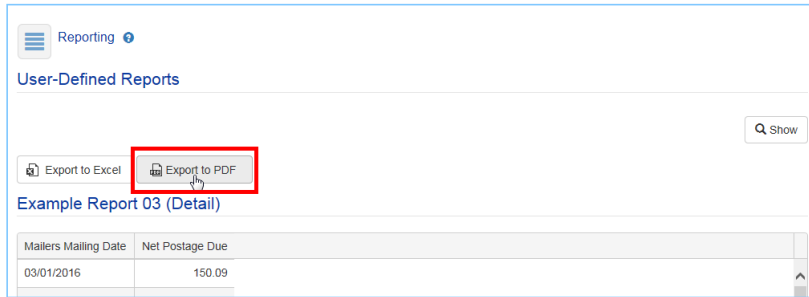 Reporting
User-Defined Reports
Show
Export to Excel Export to PDF
Example Report 03 (Detail)
Mailers Mailing Date Net Postage Due
03/01/2016 150.09